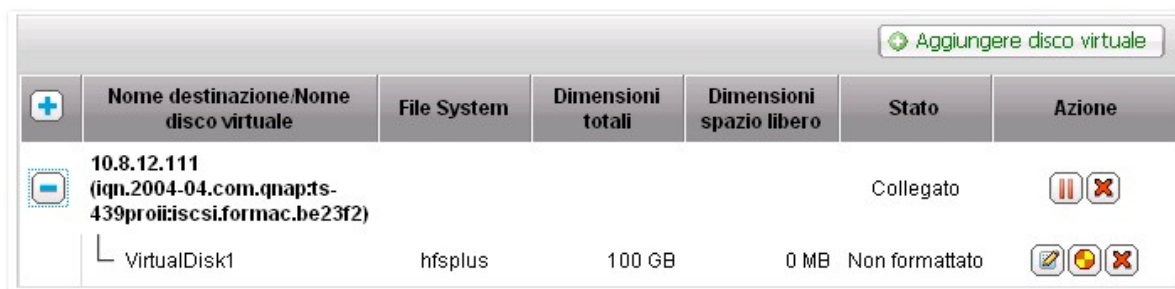 Aggiungere disco virtuale
Nome destinazione/Nome disco virtuale
File System
Dimensioni totali
Dimensioni spazio libero
Stato
Azione
10.8.12.111
(iqn.2004-04.com.qnap:ts-
439proii:iscsi.formac.be23f2)
Collegato
VirtualDisk1 hfsplus 100 GB 0 MB Non formattato